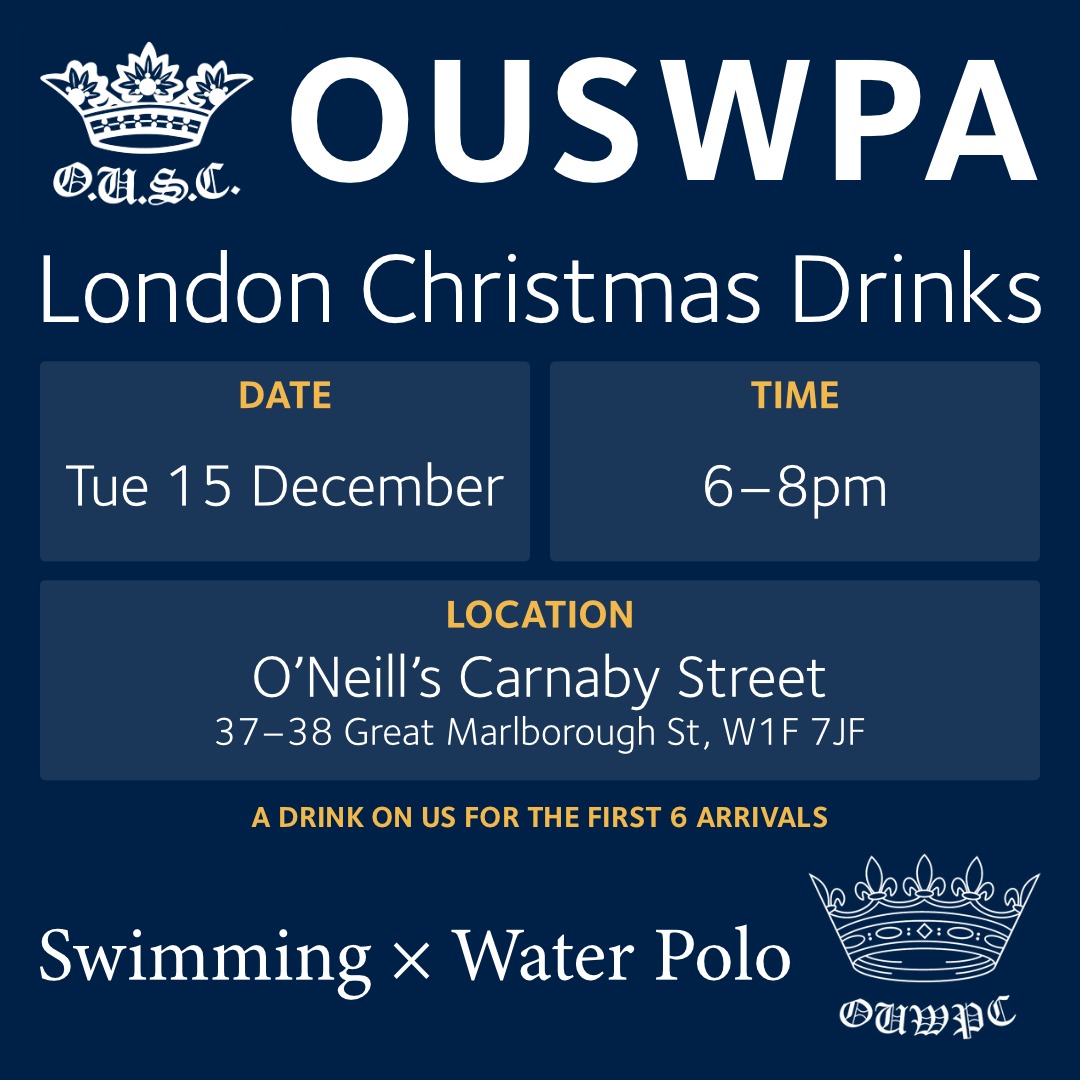 O.U.S.C.
OUSWPA
London Christmas Drinks
DATE
Tue 15 December
TIME
6–8pm
LOCATION
O’Neill’s Carnaby Street
37–38 Great Marlborough St, W1F 7JF
A DRINK ON US FOR THE FIRST 6 ARRIVALS
Swimming × Water Polo
OUWPC